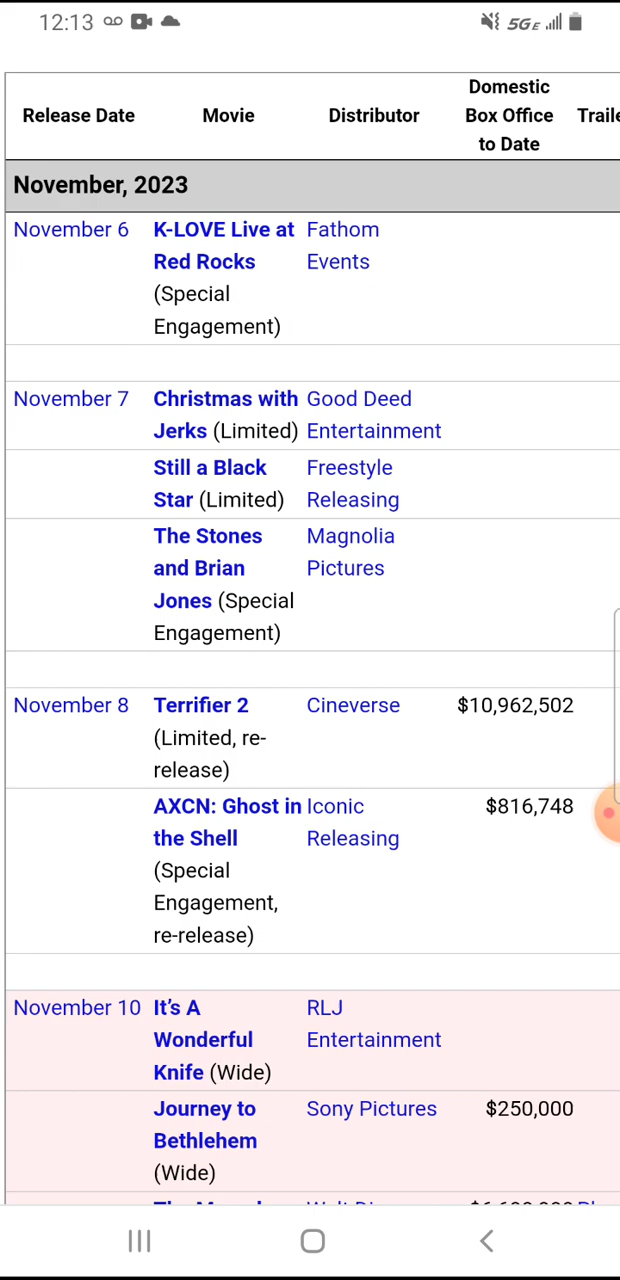 12:13
5GE
Domestic
Release Date Movie Distributor Box Office
to Date
November, 2023
November 6 K-LOVE Live at Fathom
Red Rocks Events
(Special
Engagement)
November 7 Christmas with Good Deed
Jerks (Limited) Entertainment
Still a Black Freestyle
Star (Limited) Releasing
The Stones Magnolia
and Brian Pictures
Jones (Special
Engagement)
November 8 Terrifier 2 Cineverse $10,962,502
(Limited, re-
release)
AXCN: Ghost in Iconic $816,748
the Shell Releasing
(Special
Engagement,
re-release)
November 10 It’s A RLJ
Wonderful Entertainment
Knife (Wide)
Journey to Sony Pictures $250,000
Bethlehem
(Wide)